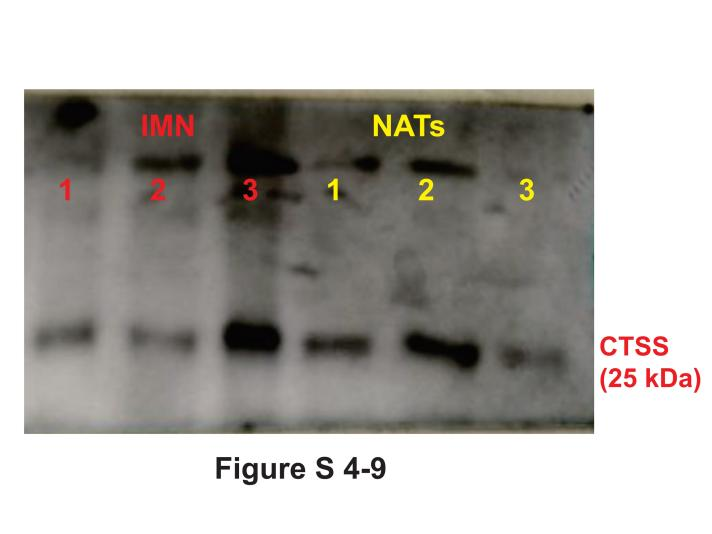 IMN NATs
1 2 3 1 2 3
CTSS
(25 kDa)
Figure S 4-9